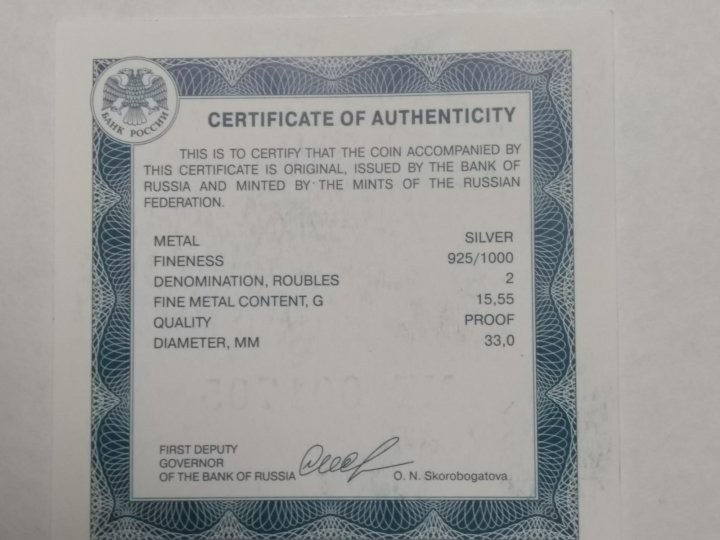 БАНК РОССИИ
CERTIFICATE OF AUTHENTICITY
THIS IS TO CERTIFY THAT THE COIN ACCOMPANIED BY
THIS CERTIFICATE IS ORIGINAL, ISSUED BY THE BANK OF
RUSSIA AND MINTED BY THE MINTS OF THE RUSSIAN
FEDERATION.
METAL SILVER
FINENESS 925/1000
DENOMINATION, ROUBLES 2
FINE METAL CONTENT, G 15,55
QUALITY PROOF
DIAMETER, MM 33,0
FIRST DEPUTY
GOVERNOR
OF THE BANK OF RUSSIA O. N. Skorobogatova